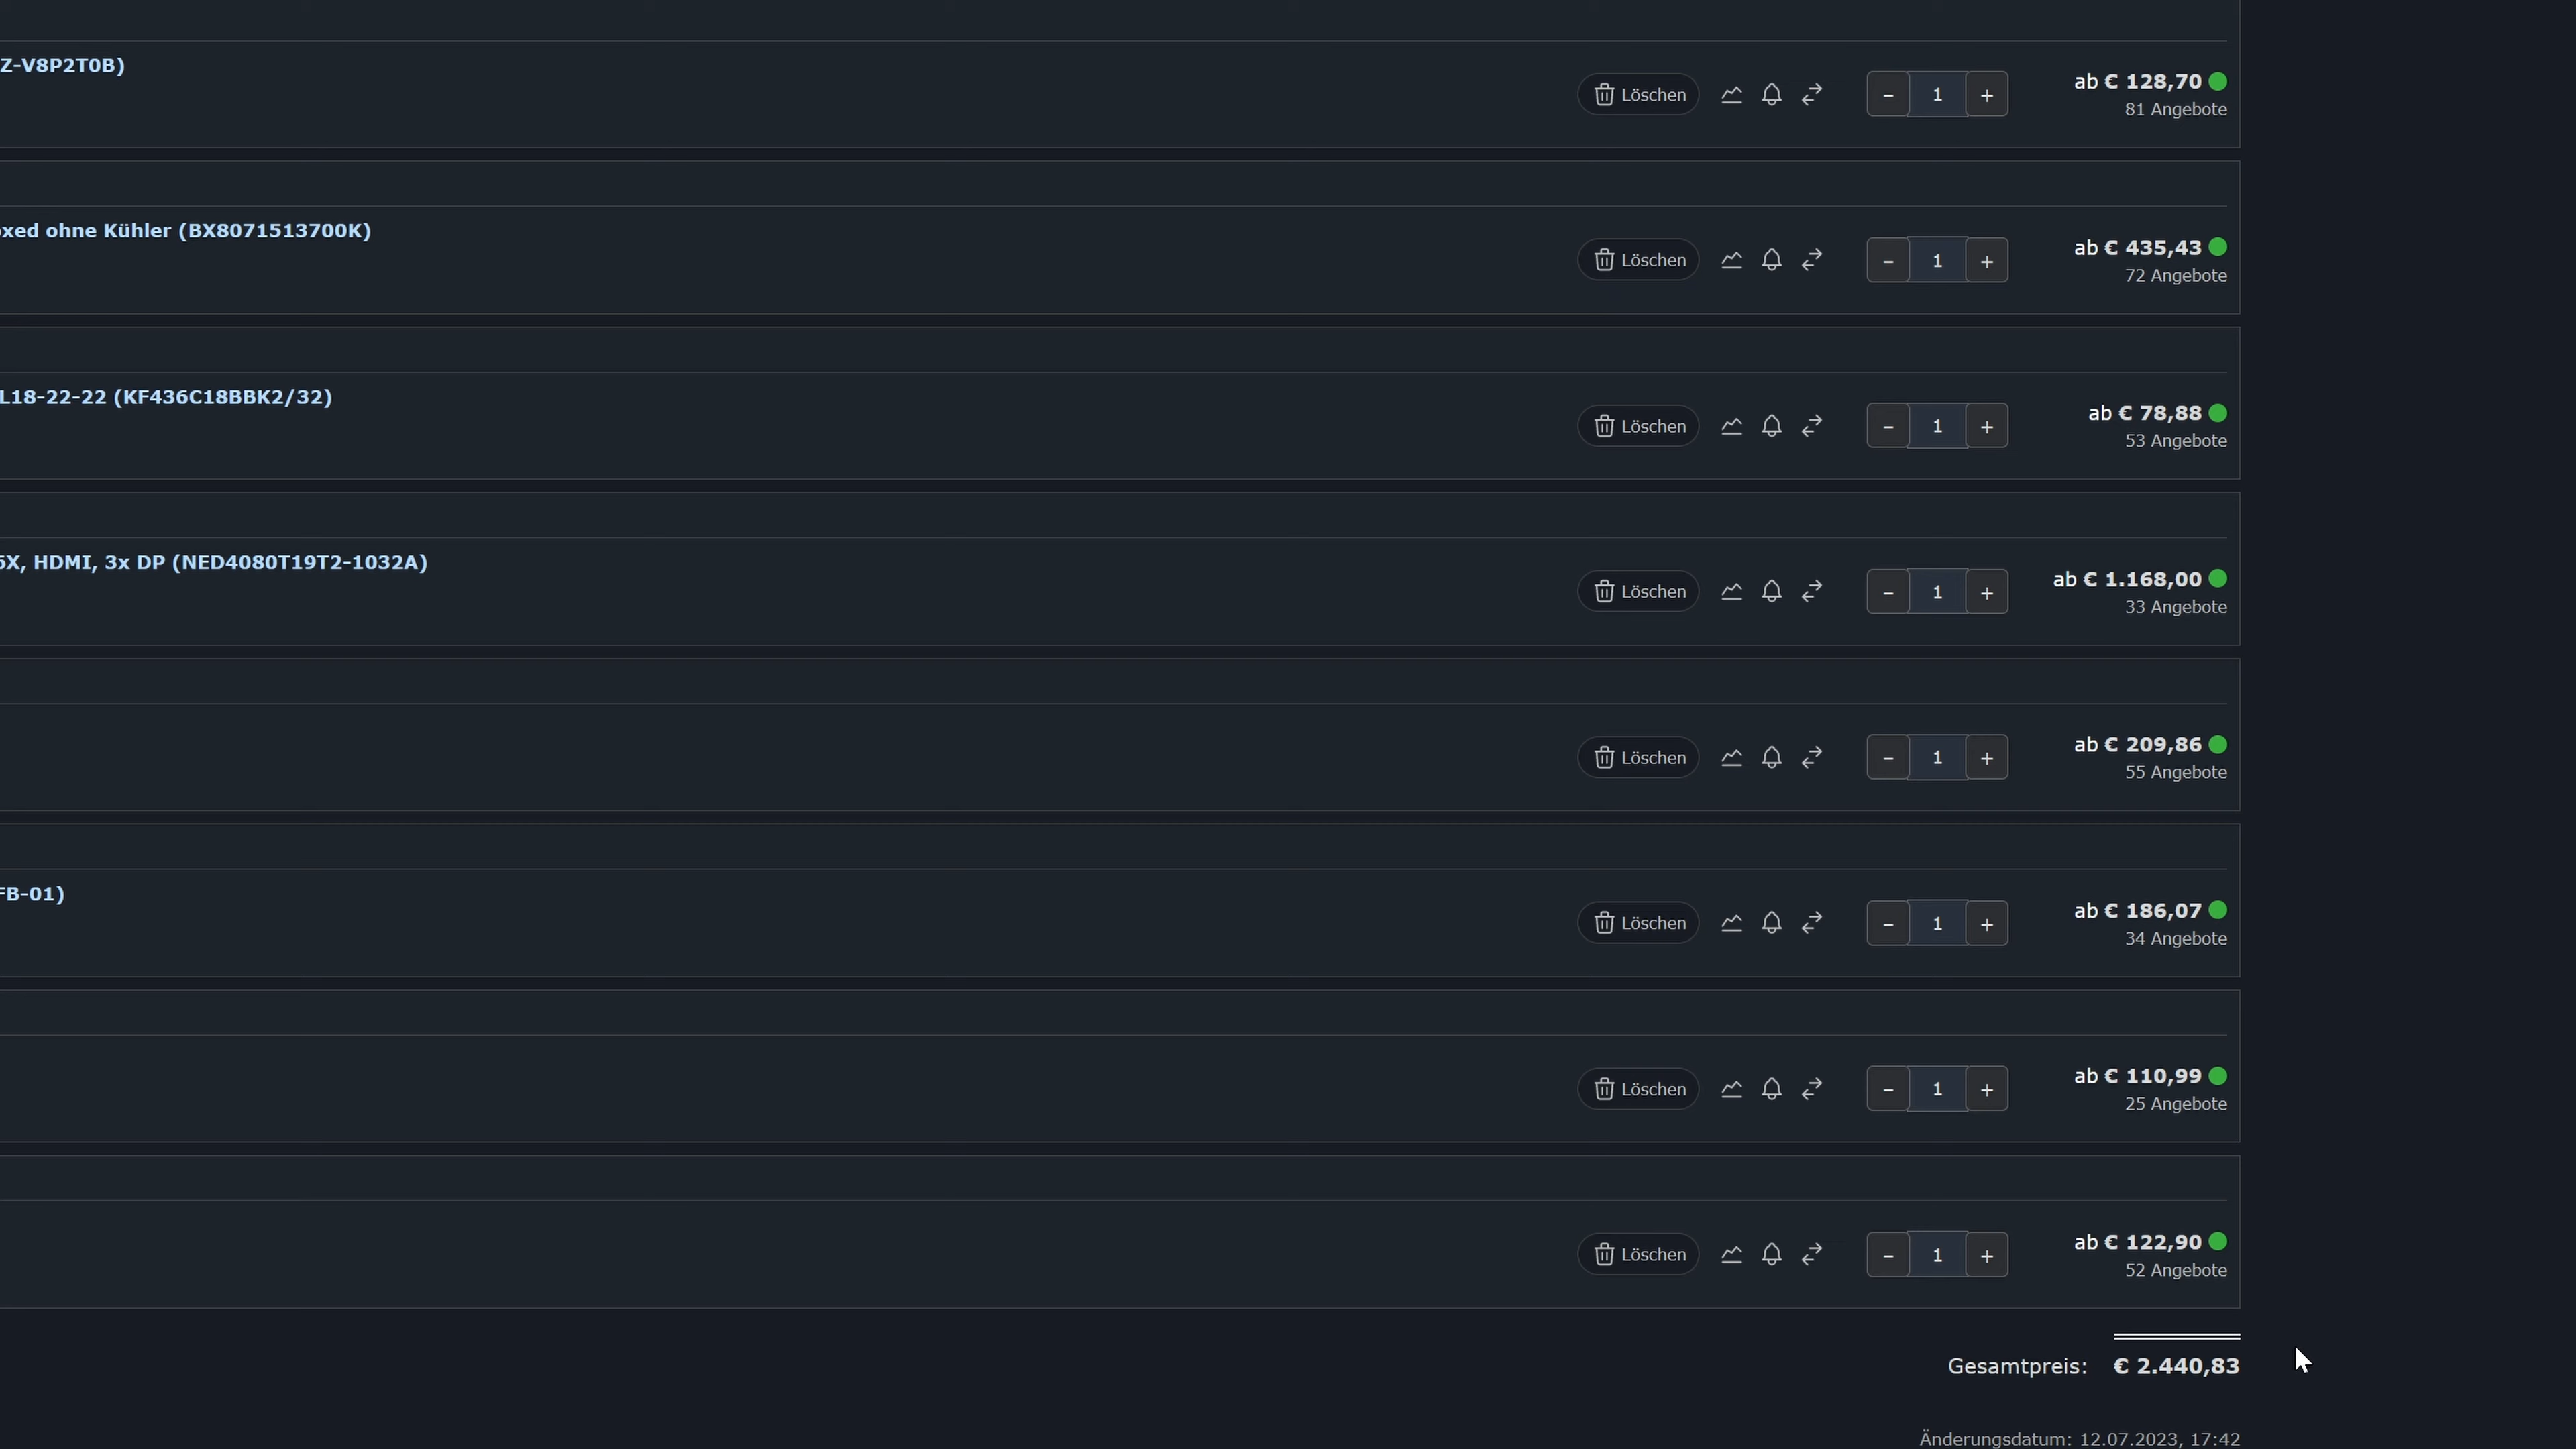 Z-V8P2T0B)
Löschen - 1 + ab € 128,70
81 Angebote
oxed ohne Kühler (BX8071513700K)
Löschen - 1 + ab € 435,43
72 Angebote
L18-22-22 (KF436C18BBK2/32)
Löschen - 1 + ab € 78,88
53 Angebote
6X, HDMI, 3x DP (NED4080T19T2-1032A)
Löschen - 1 + ab € 1.168,00
33 Angebote
Löschen - 1 + ab € 209,86
55 Angebote
FB-01)
Löschen - 1 + ab € 186,07
34 Angebote
Löschen - 1 + ab € 110,99
25 Angebote
Löschen - 1 + ab € 122,90
52 Angebote
Gesamtpreis: € 2.440,83
Änderungsdatum: 12.07.2023, 17:42